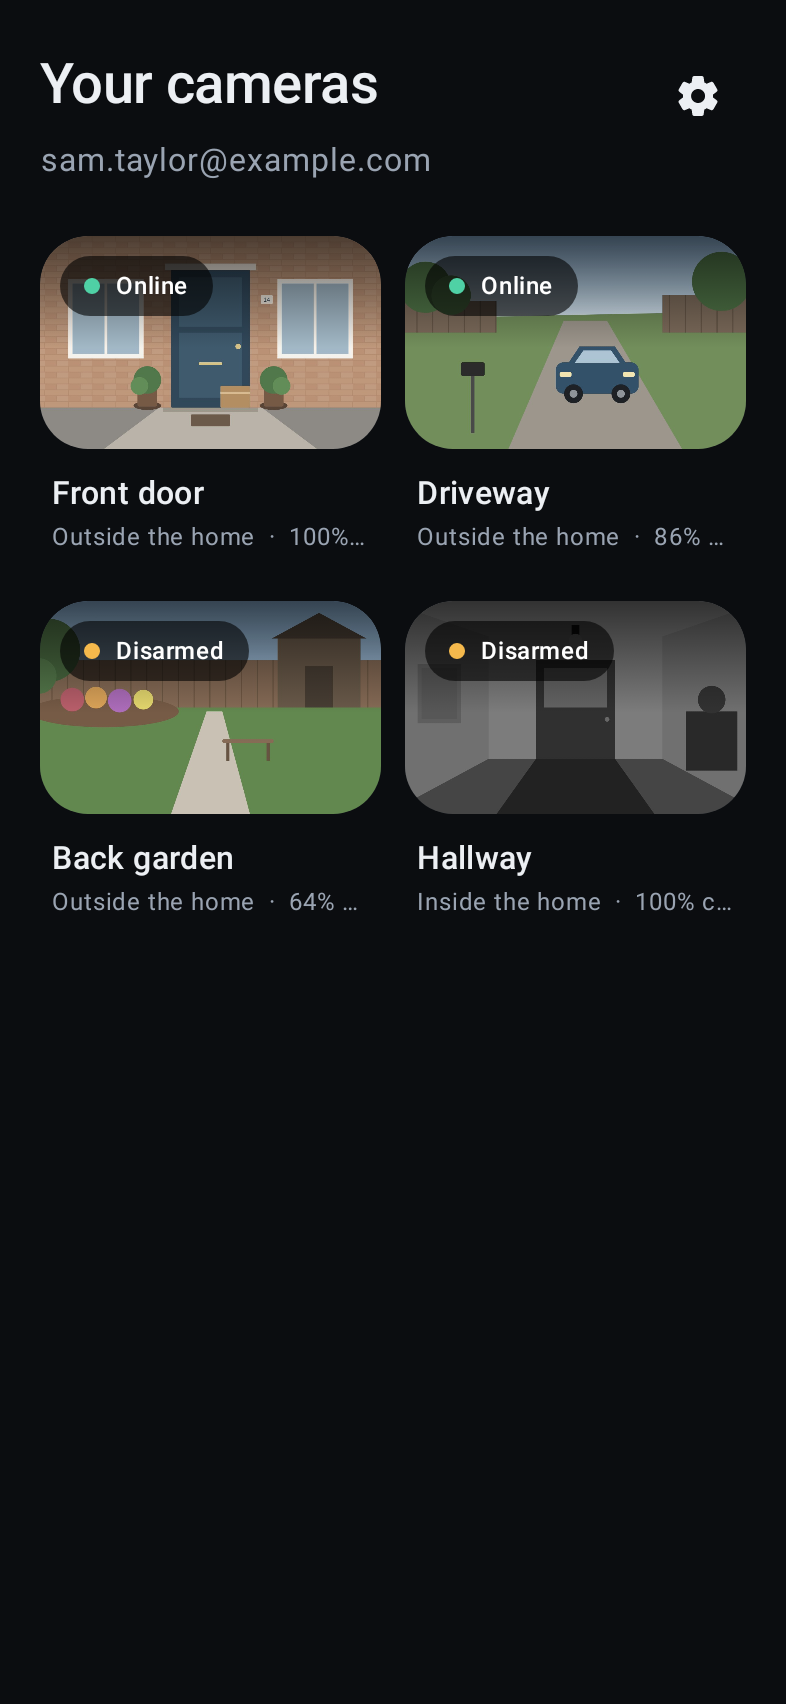 Your cameras
sam.taylor@example.com
Online
Online
Front door
Driveway
Outside the home · 100%…
Outside the home · 86% …
Disarmed
Disarmed
Back garden
Hallway
Outside the home · 64% …
Inside the home · 100% c…